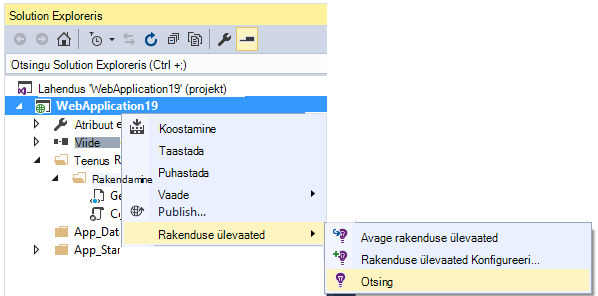 Solution Exploreris
Otsingu Solution Exploreris (Ctrl +;)
Lahendus 'WebApplication19' (projekt)
WebApplication19
Atribuut e
Viide
Teenus R
Rakendamine
Ge
C
App_Dat
App_Star
Koostamine
Taastada
Puhastada
Vaade
Publish...
Rakenduse ülevaated
Avage rakenduse ülevaated
Rakenduse ülevaated Konfigureeri...
Otsing